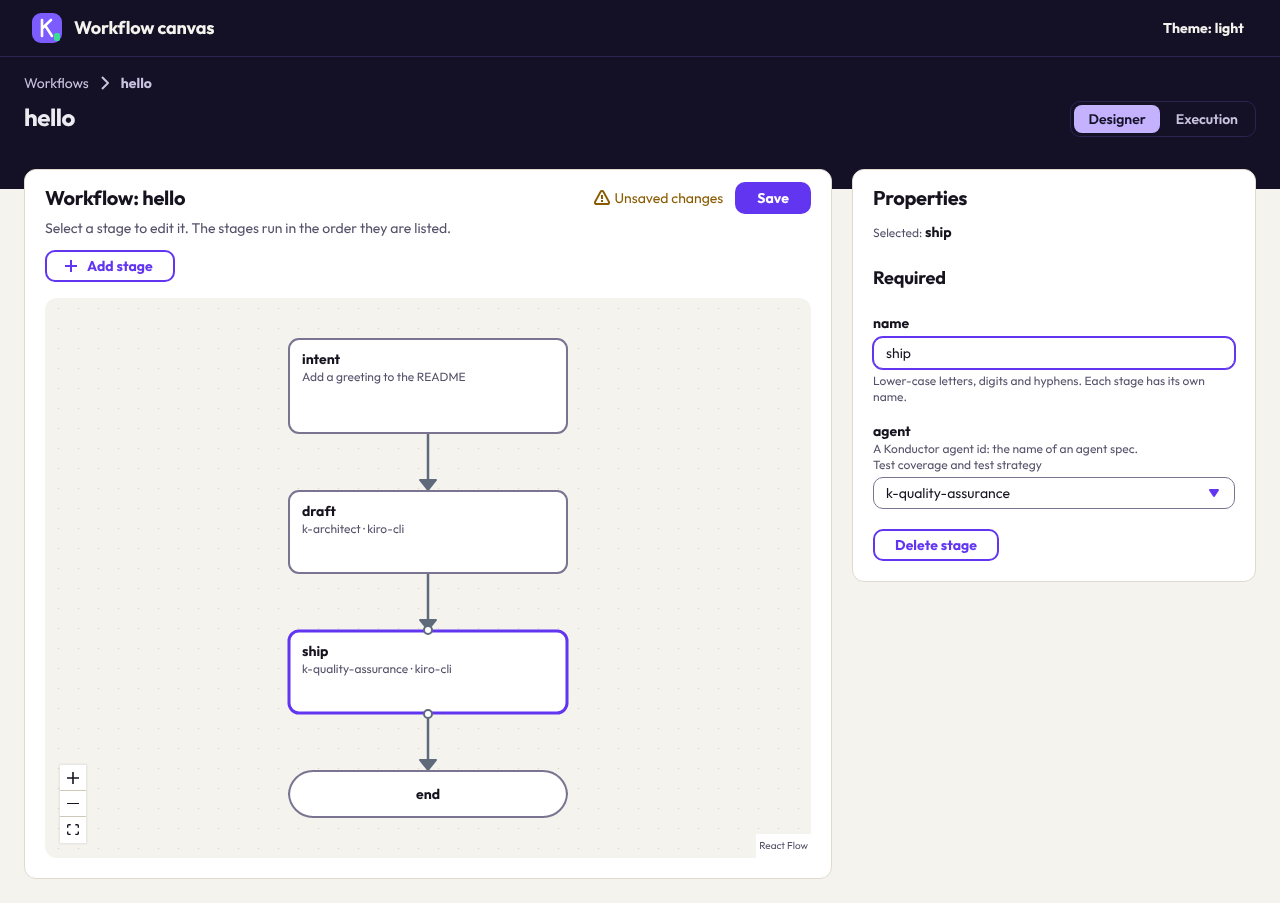 K
Workflow canvas
Theme: light
Workflows
hello
hello
Designer
Execution
Workflow: hello
Unsaved changes
Save
Select a stage to edit it. The stages run in the order they are listed.
Add stage
intent
Add a greeting to the README
draft
k-architect · kiro-cli
ship
k-quality-assurance · kiro-cli
end
React Flow
Properties
Selected: ship
Required
name
ship
Lower-case letters, digits and hyphens. Each stage has its own
name.
agent
A Konductor agent id: the name of an agent spec.
Test coverage and test strategy
k-quality-assurance
Delete stage